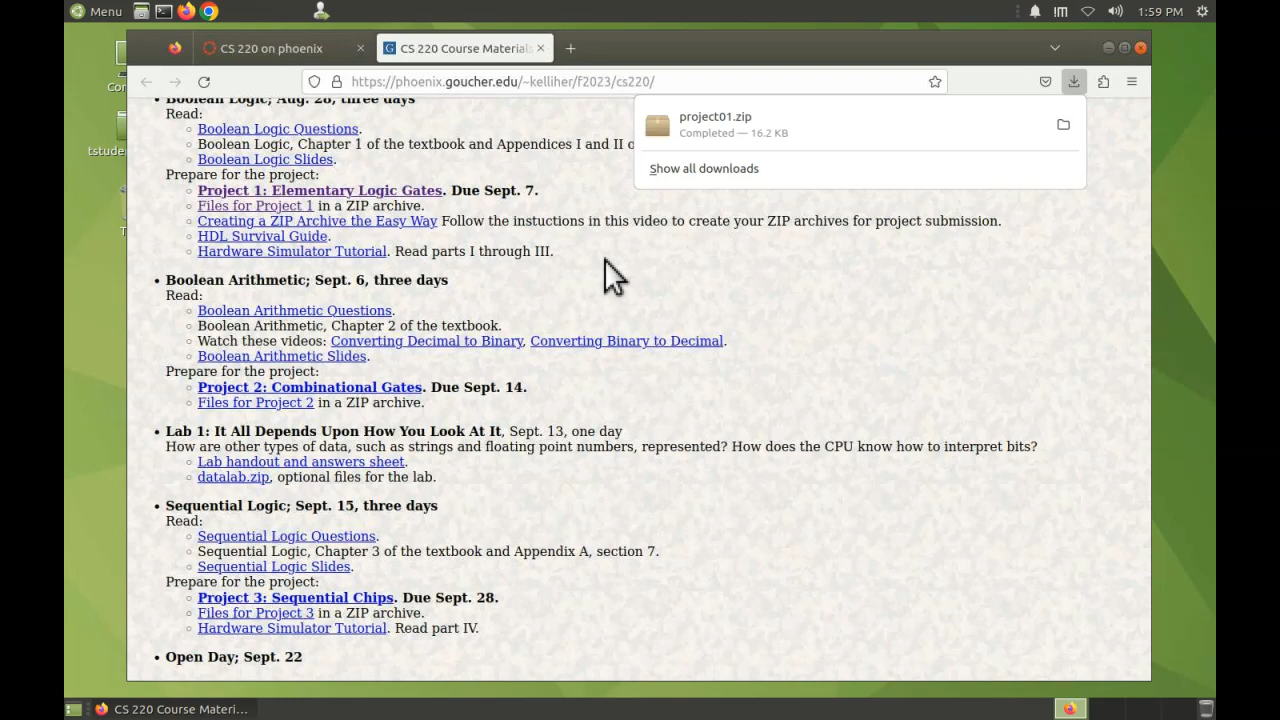 Menu
1:59 PM
CS 220 on phoenix
CS 220 Course Materials
https://phoenix.goucher.edu/~kelliher/f2023/cs220/
project01.zip
Completed — 16.2 KB
Show all downloads
Boolean Logic; Aug. 28, three days
Read:
Boolean Logic Questions.
Boolean Logic, Chapter 1 of the textbook and Appendices I and II o
Boolean Logic Slides.
Prepare for the project:
Project 1: Elementary Logic Gates. Due Sept. 7.
Files for Project 1 in a ZIP archive.
Creating a ZIP Archive the Easy Way Follow the instuctions in this video to create your ZIP archives for project submission.
HDL Survival Guide.
Hardware Simulator Tutorial. Read parts I through III.
Boolean Arithmetic; Sept. 6, three days
Read:
Boolean Arithmetic Questions.
Boolean Arithmetic, Chapter 2 of the textbook.
Watch these videos: Converting Decimal to Binary, Converting Binary to Decimal.
Boolean Arithmetic Slides.
Prepare for the project:
Project 2: Combinational Gates. Due Sept. 14.
Files for Project 2 in a ZIP archive.
Lab 1: It All Depends Upon How You Look At It, Sept. 13, one day
How are other types of data, such as strings and floating point numbers, represented? How does the CPU know how to interpret bits?
Lab handout and answers sheet.
datalab.zip, optional files for the lab.
Sequential Logic; Sept. 15, three days
Read:
Sequential Logic Questions.
Sequential Logic, Chapter 3 of the textbook and Appendix A, section 7.
Sequential Logic Slides.
Prepare for the project:
Project 3: Sequential Chips. Due Sept. 28.
Files for Project 3 in a ZIP archive.
Hardware Simulator Tutorial. Read part IV.
Open Day; Sept. 22
CS 220 Course Materi...